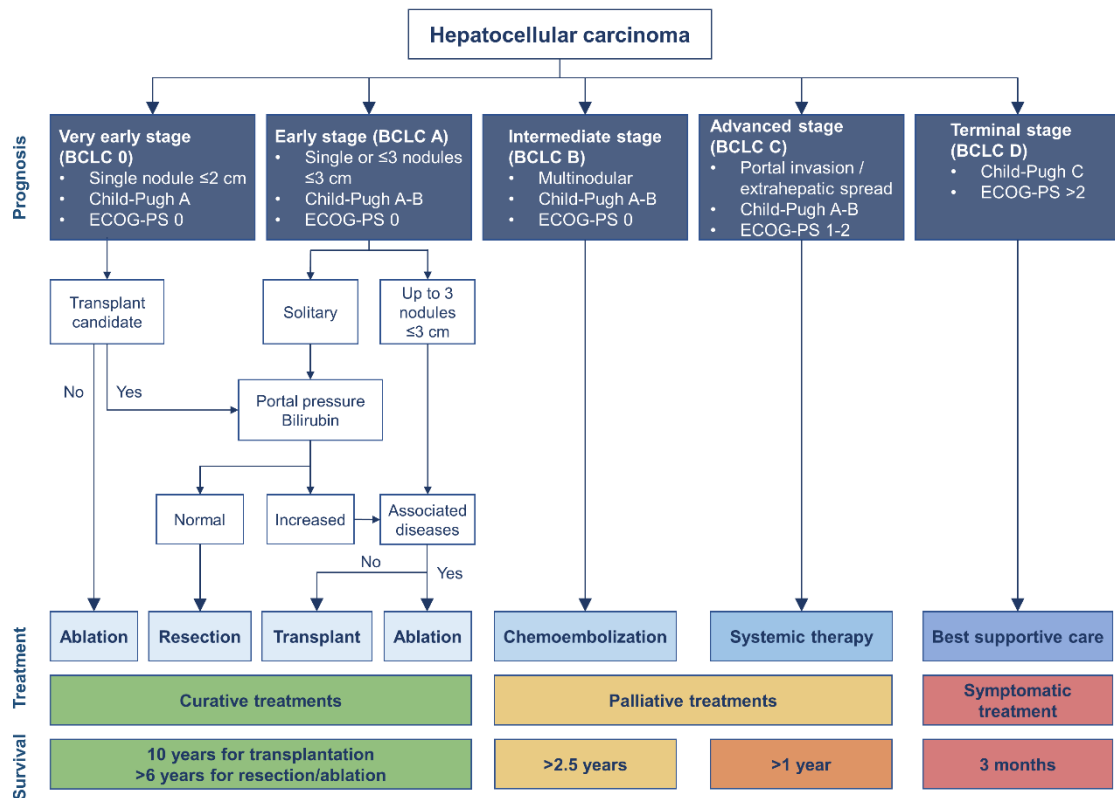 Hepatocellular carcinoma
Prognosis
Very early stage
(BCLC 0)
• Single nodule ≤2 cm
• Child-Pugh A
• ECOG-PS 0
Early stage (BCLC A)
• Single or ≤3 nodules
≤3 cm
• Child-Pugh A-B
• ECOG-PS 0
Intermediate stage
(BCLC B)
• Multinodular
• Child-Pugh A-B
• ECOG-PS 0
Advanced stage
(BCLC C)
• Portal invasion /
extrahepatic spread
• Child-Pugh A-B
• ECOG-PS 1-2
Terminal stage
(BCLC D)
• Child-Pugh C
• ECOG-PS >2
Transplant
candidate
Solitary
Up to 3
nodules
≤3 cm
No
Yes
Portal pressure
Bilirubin
Normal
Increased
Associated
diseases
No
Yes
Treatment
Ablation
Resection
Transplant
Ablation
Chemoembolization
Systemic therapy
Best supportive care
Curative treatments
Palliative treatments
Symptomatic
treatment
Survival
10 years for transplantation
>6 years for resection/ablation
>2.5 years
>1 year
3 months